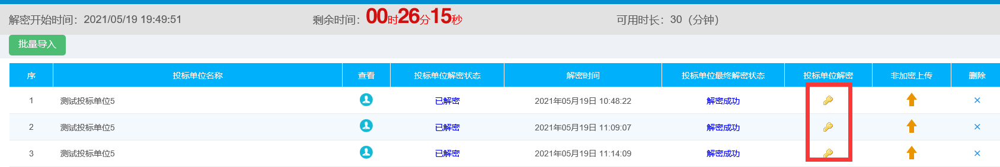 解密开始时间：2021/05/19 19:49:51 剩余时间：00时26分15秒 可用时长：30（分钟）
批量导入
序 投标单位名称 查看 投标单位解密状态 解密时间 投标单位最终解密状态 投标单位解密 非加密上传 删除
1 测试投标单位5 已解密 2021年05月19日 10:48:22 解密成功
2 测试投标单位5 已解密 2021年05月19日 11:09:07 解密成功
3 测试投标单位5 已解密 2021年05月19日 11:14:09 解密成功